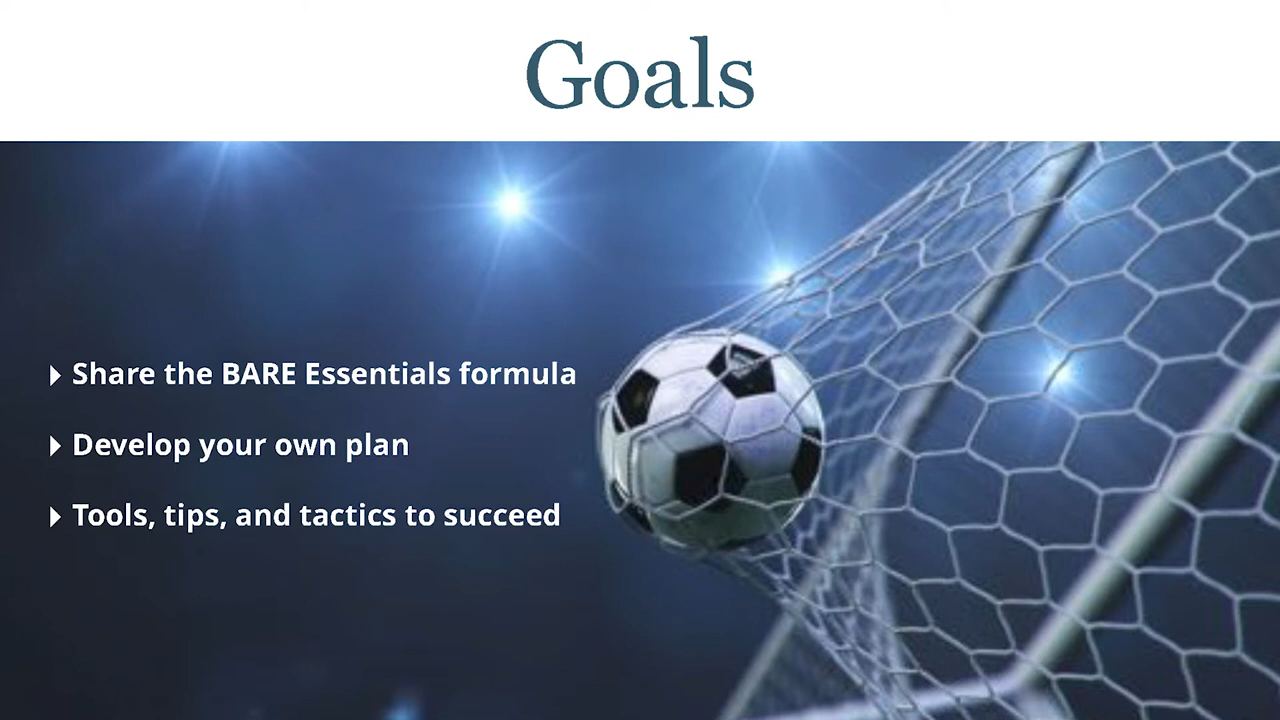 Goals
Share the BARE Essentials formula
Develop your own plan
Tools, tips, and tactics to succeed